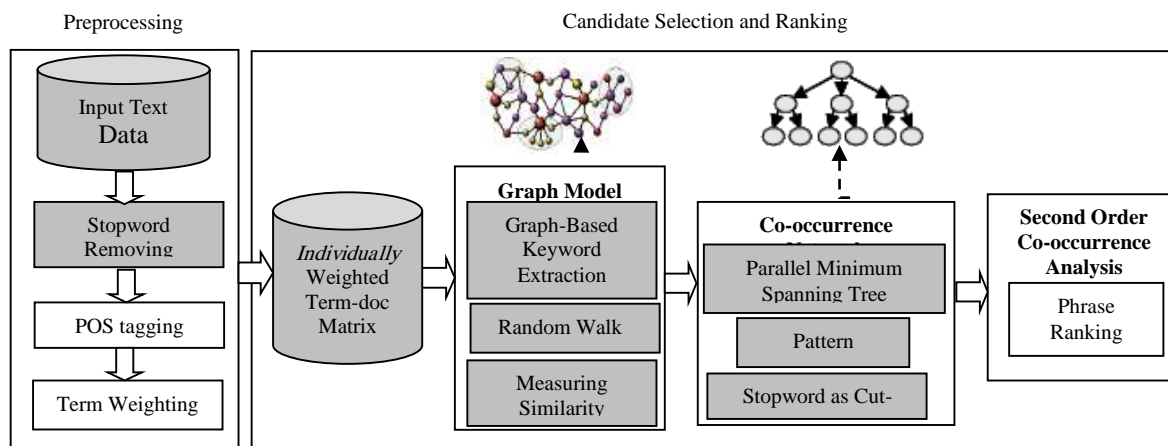 Preprocessing
Candidate Selection and Ranking
Input Text
Data
Stopword
Removing
POS tagging
Term Weighting
Individually
Weighted
Term-doc
Matrix
Graph Model
Graph-Based
Keyword
Extraction
Random Walk
Measuring
Similarity
Co-occurrence
Parallel Minimum
Spanning Tree
Pattern
Stopword as Cut-
Second Order
Co-occurrence
Analysis
Phrase
Ranking